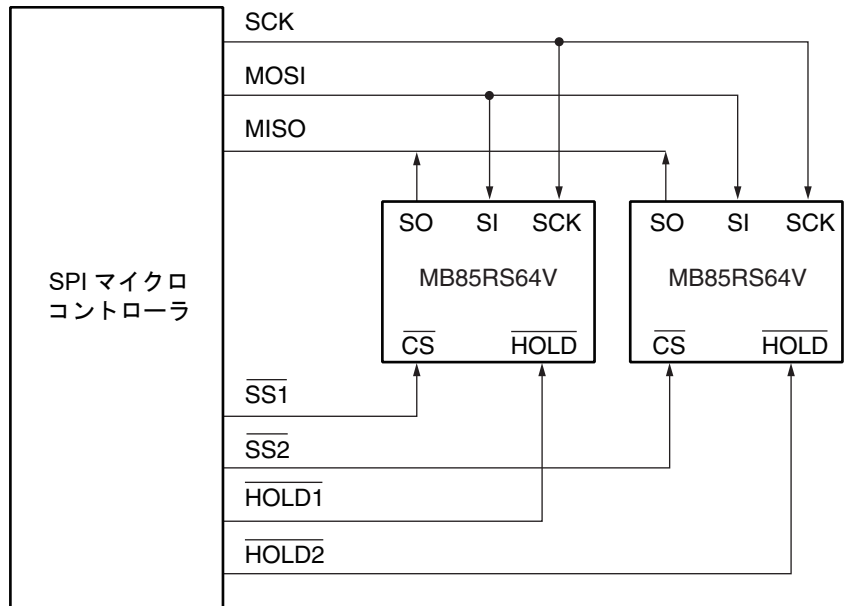 SCK
MOSI
MISO
SO SI SCK
MB85RS64V
CS HOLD
SO SI SCK
MB85RS64V
CS HOLD
SPI マイクロ
コントローラ
SS1
SS2
HOLD1
HOLD2